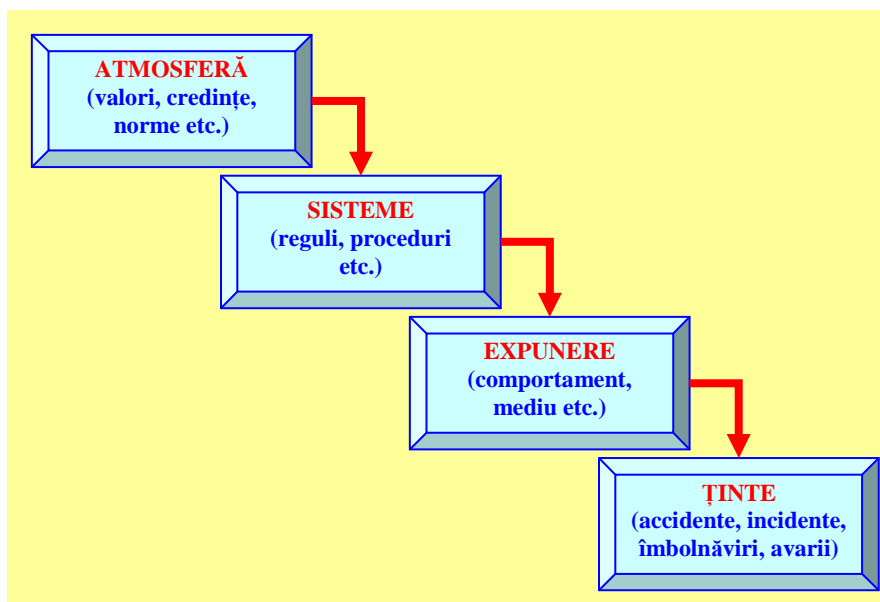 ATMOSFERĂ
(valori, credințe,
norme etc.)
SISTEME
(reguli, proceduri
etc.)
EXPUNERE
(comportament,
mediu etc.)
ȚINTE
(accidente, incidente,
îmbolnăviri, avarii)